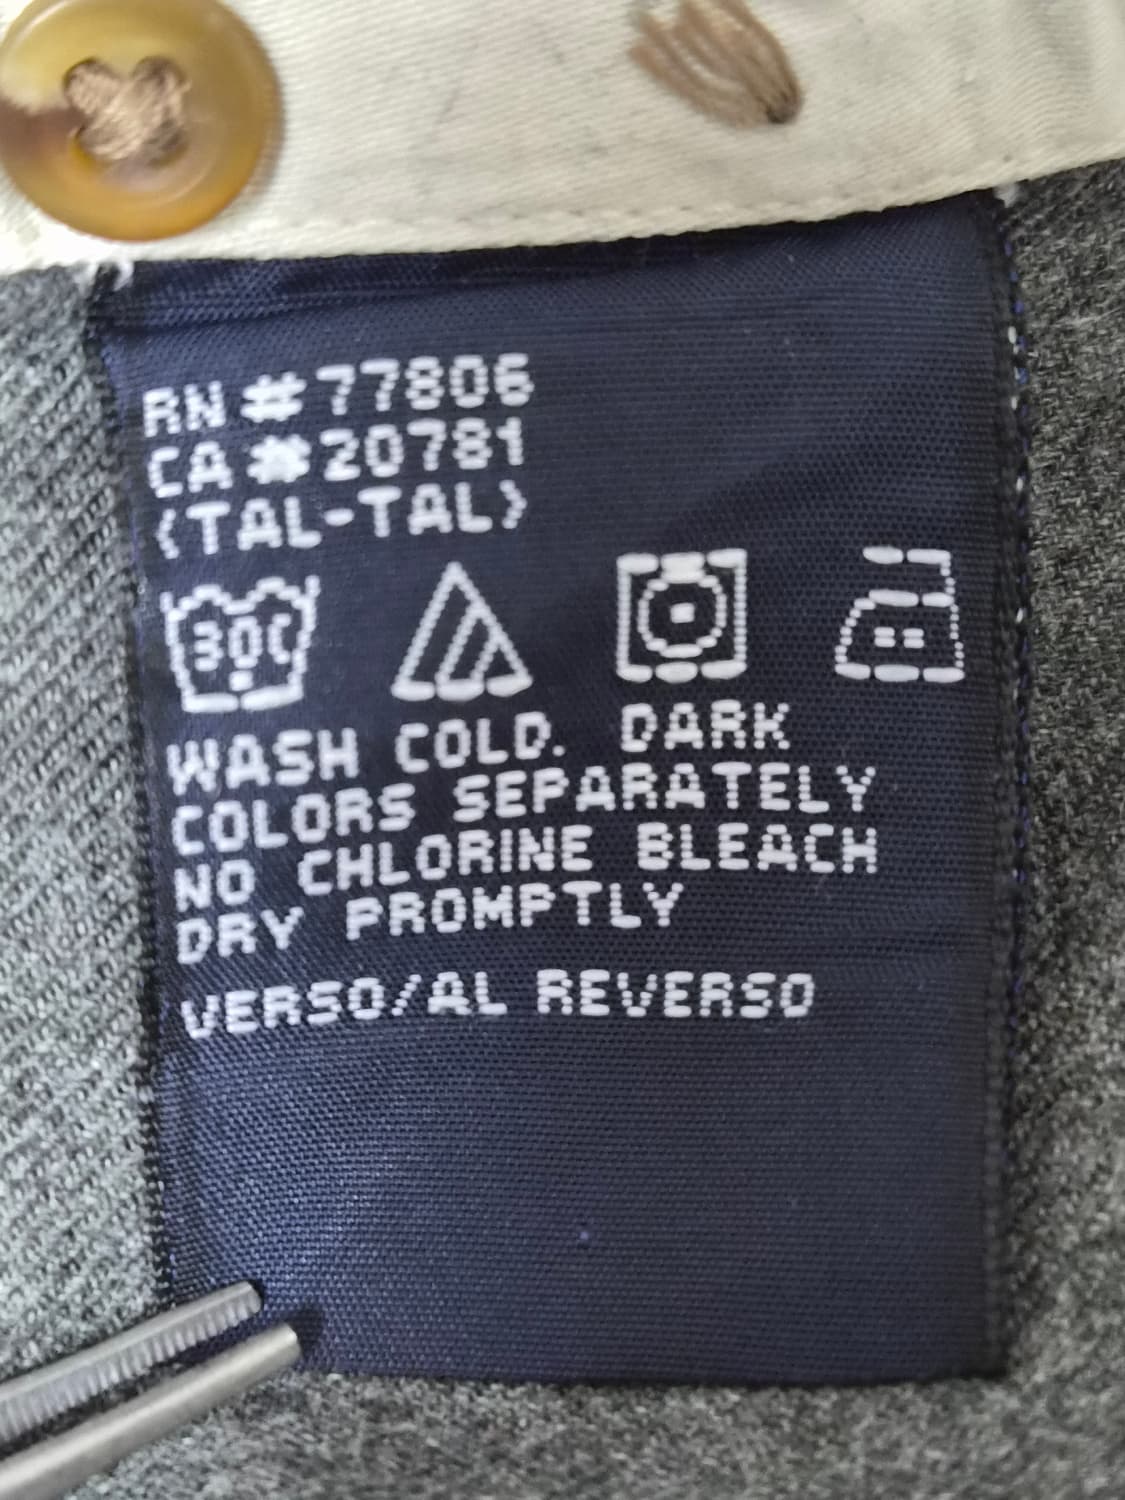 RN #77806
CA #20781
<TAL-TAL>
30C
WASH COLD. DARK
COLORS SEPARATELY
NO CHLORINE BLEACH
DRY PROMPTLY
VERSO/AL REVERSO